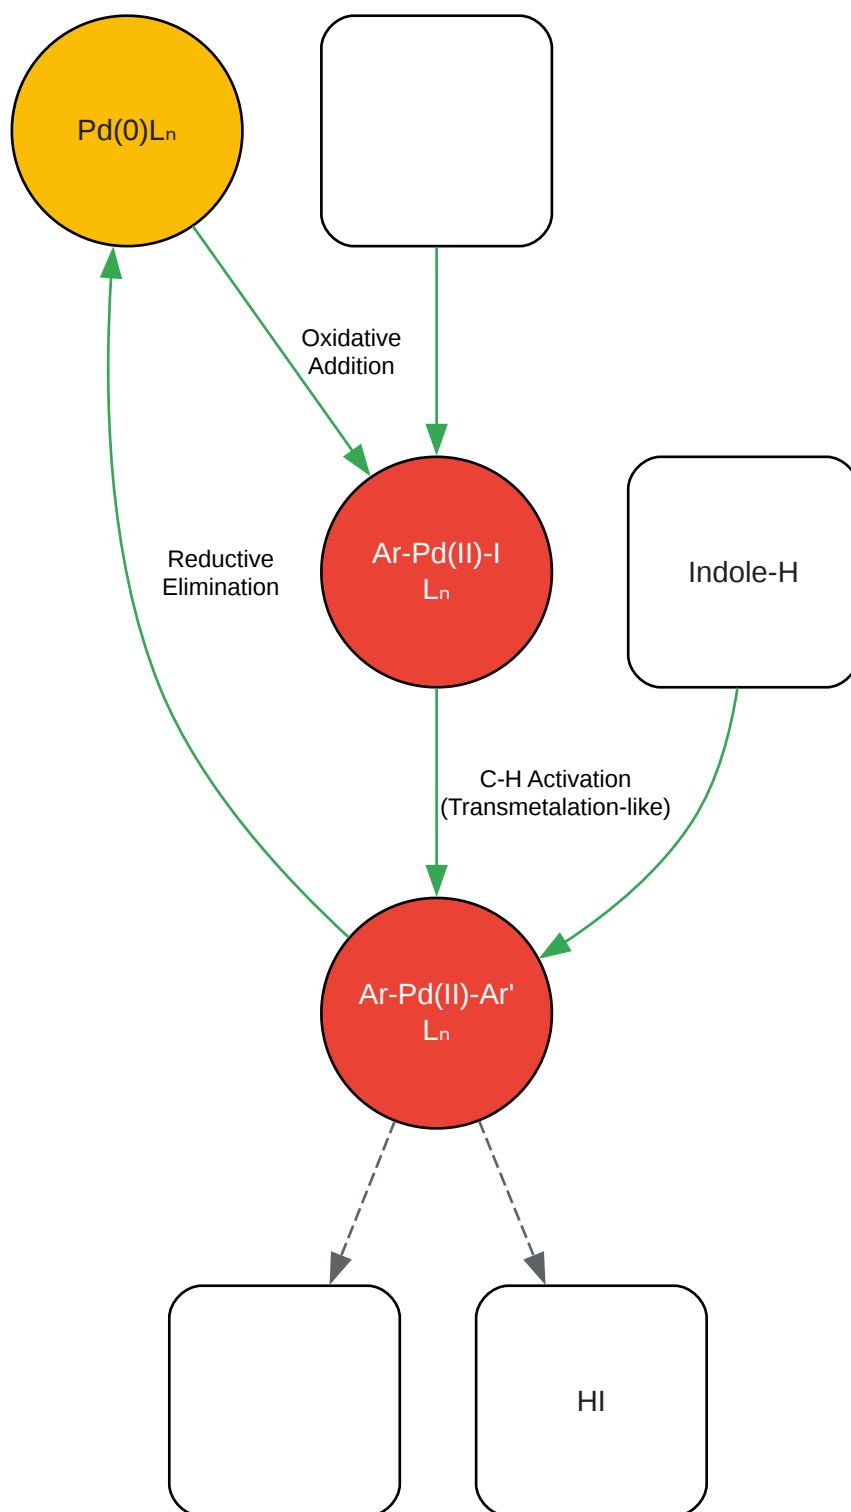 Pd(0)Lₙ
Oxidative
Addition
Reductive
Elimination
Ar-Pd(II)-I
Lₙ
Indole-H
C-H Activation
(Transmetalation-like)
Ar-Pd(II)-Ar'
Lₙ
HI